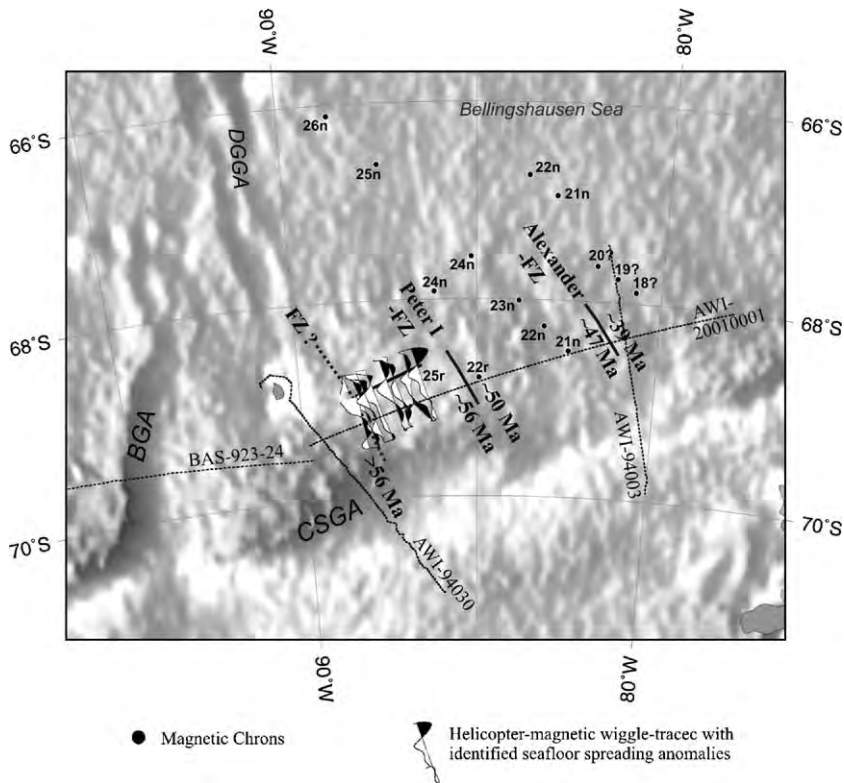 90°W
80°W
Bellingshausen Sea
66°S
66°S
DGGA
26n
25n
22n
21n
Alexander
-FZ
24n
20?
19?
18?
24n
Peter I
-FZ
23n
22n
21n
~39 Ma
~47 Ma
AWI-
20010001
68°S
68°S
FZ ?
25r
22r
~50 Ma
~56 Ma
>56 Ma
BGA
BAS-923-24
CSGA
AWI-94003
AWI-94030
70°S
70°S
90°W
80°W
Magnetic Chrons
Helicopter-magnetic wiggle-tracec with
identified seafloor spreading anomalies